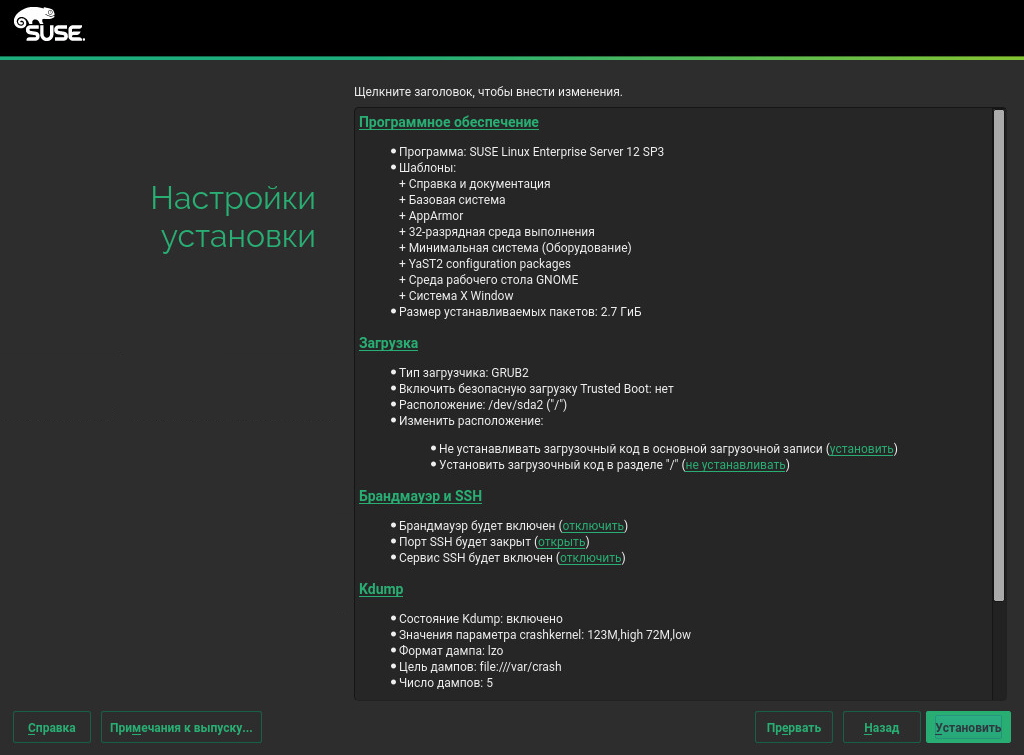 SUSE.
Щелкните заголовок, чтобы внести изменения.
Настройки
установки
Программное обеспечение
Программа: SUSE Linux Enterprise Server 12 SP3
Шаблоны:
+ Справка и документация
+ Базовая система
+ AppArmor
+ 32-разрядная среда выполнения
+ Минимальная система (Оборудование)
+ YaST2 configuration packages
+ Среда рабочего стола GNOME
+ Система X Window
Размер устанавливаемых пакетов: 2.7 ГиБ
Загрузка
Тип загрузчика: GRUB2
Включить безопасную загрузку Trusted Boot: нет
Расположение: /dev/sda2 ("/")
Изменить расположение:
Не устанавливать загрузочный код в основной загрузочной записи (установить)
Установить загрузочный код в разделе "/" (не устанавливать)
Брандмауэр и SSH
Брандмауэр будет включен (отключить)
Порт SSH будет закрыт (открыть)
Сервис SSH будет включен (отключить)
Kdump
Состояние Kdump: включено
Значения параметра crashkernel: 123M,high 72M,low
Формат дампа: lzo
Цель дампов: file:///var/crash
Число дампов: 5
Справка
Примечания к выпуску...
Прервать
Назад
Установить